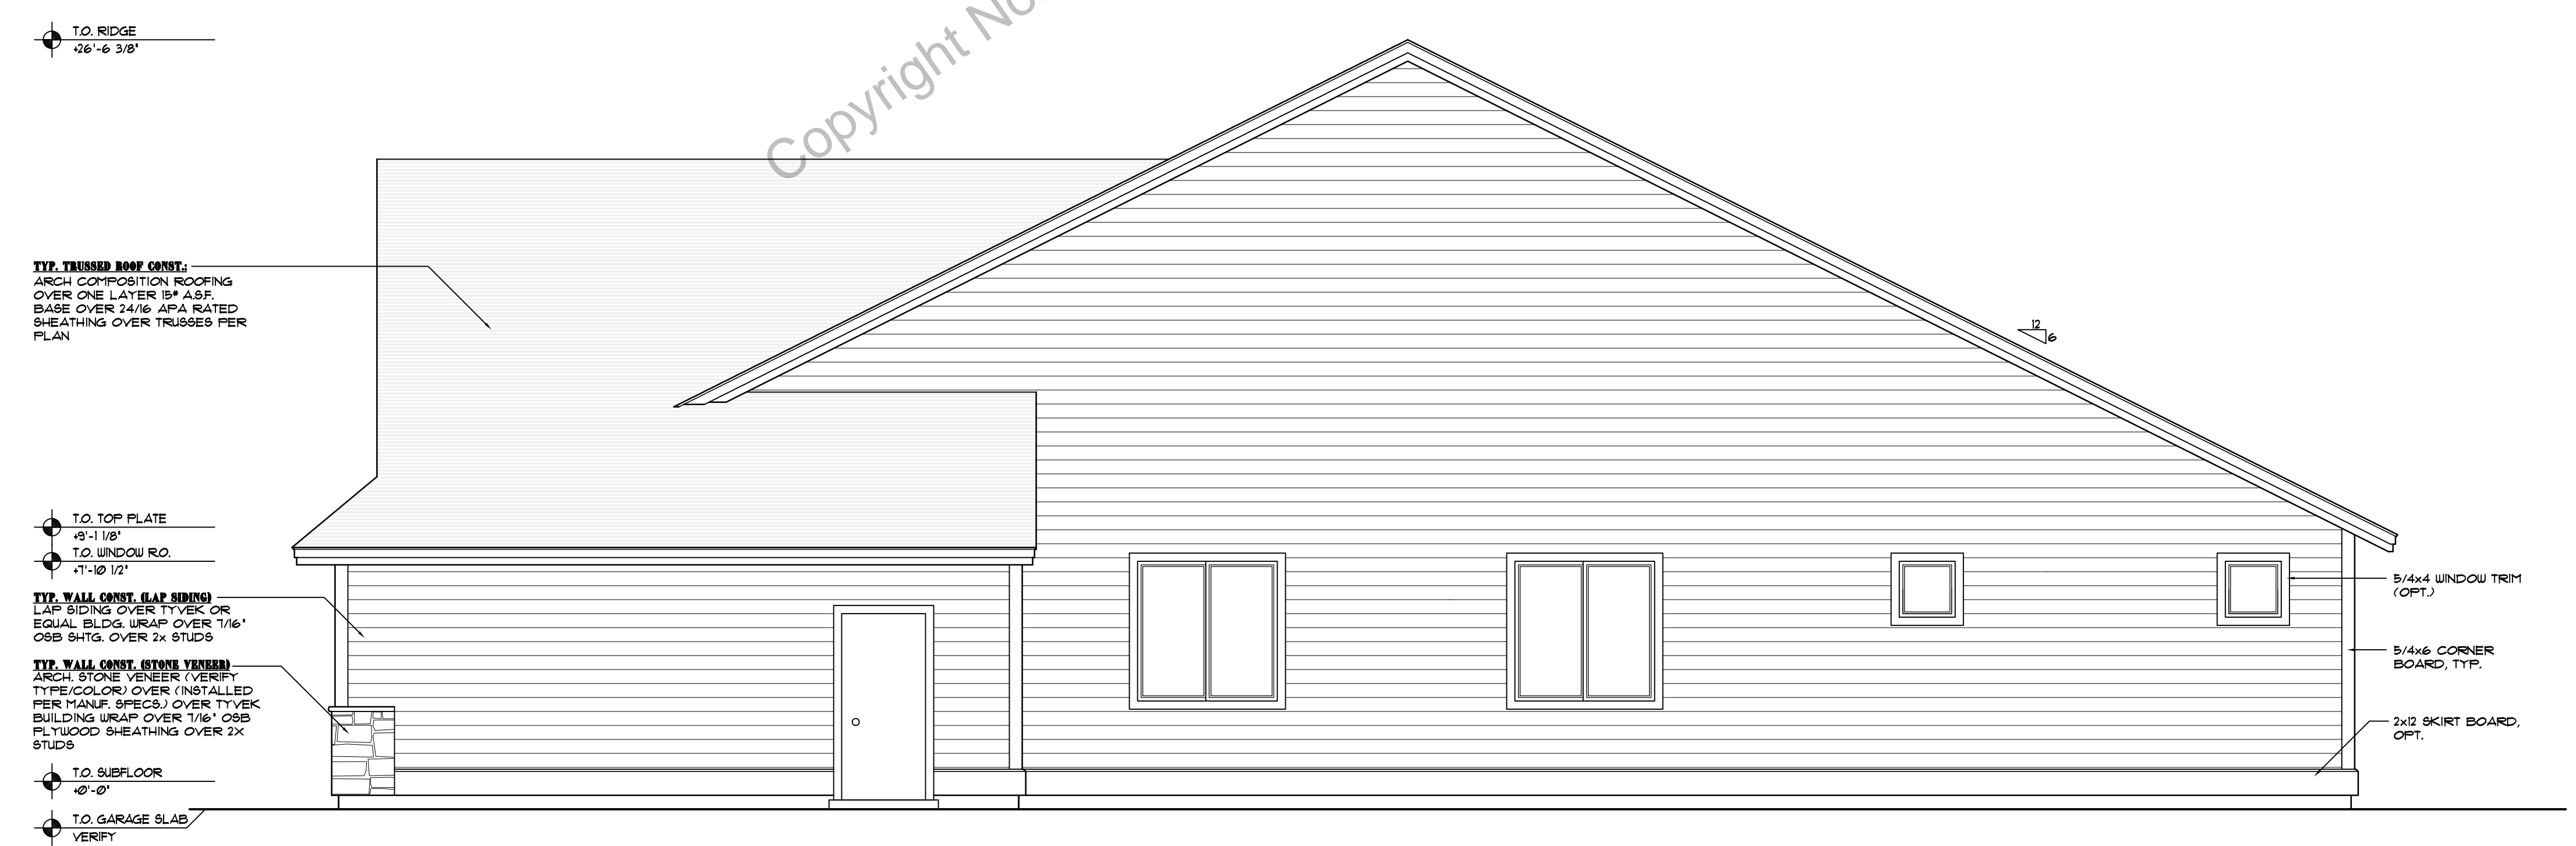 T.O. RIDGE
+26'-6 3/8"
Copyright No
TYP. TRUSSED ROOF CONST.:
ARCH COMPOSITION ROOFING
OVER ONE LAYER 15# A.S.F.
BASE OVER 24/16 APA RATED
SHEATHING OVER TRUSSES PER
PLAN
12
6
T.O. TOP PLATE
+9'-1 1/8"
T.O. WINDOW R.O.
+7'-10 1/2"
TYP. WALL CONST. (LAP SIDING)
LAP SIDING OVER TYVEK OR
EQUAL BLDG. WRAP OVER 7/16"
OSB SHTG. OVER 2x STUDS
TYP. WALL CONST. (STONE VENEER)
ARCH. STONE VENEER (VERIFY
TYPE/COLOR) OVER (INSTALLED
PER MANUF. SPECS.) OVER TYVEK
BUILDING WRAP OVER 7/16" OSB
PLYWOOD SHEATHING OVER 2X
STUDS
T.O. SUBFLOOR
+0'-0"
T.O. GARAGE SLAB
VERIFY
5/4x4 WINDOW TRIM
(OPT.)
5/4x6 CORNER
BOARD, TYP.
2x12 SKIRT BOARD,
OPT.